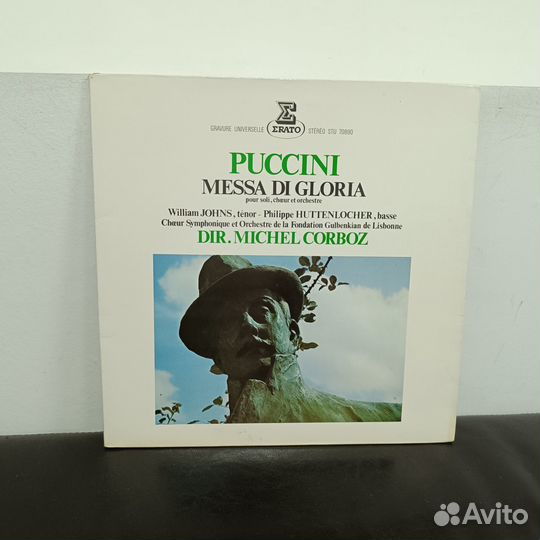 GRAVURE UNIVERSELLE ERATO STÉRÉO STU 70890
PUCCINI
MESSA DI GLORIA
pour soli, chœur et orchestre
William JOHNS, ténor - Philippe HUTTENLOCHER, basse
Chœur Symphonique et Orchestre de la Fondation Gulbenkian de Lisbonne
DIR. MICHEL CORBOZ
Avito